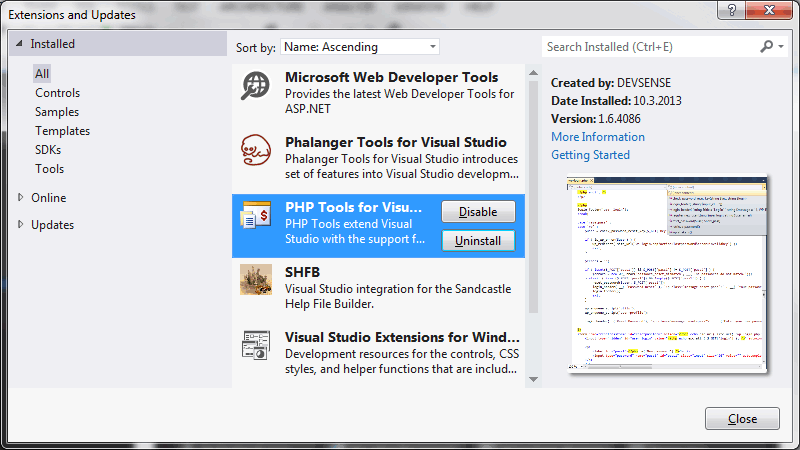 Extensions and Updates
Installed
All
Controls
Samples
Templates
SDKs
Tools
Online
Updates
Sort by: Name: Ascending
Microsoft Web Developer Tools
Provides the latest Web Developer Tools for
ASP.NET
Phalanger Tools for Visual Studio
Phalanger Tools for Visual Studio introduces
set of features into Visual Studio developm...
PHP Tools for Visu...
PHP Tools extend Visual
Studio with the support f...
Disable
Uninstall
SHFB
Visual Studio integration for the Sandcastle
Help File Builder.
Visual Studio Extensions for Wind...
Development resources for the controls, CSS
styles, and helper functions that are includ...
Search Installed (Ctrl+E)
Created by: DEVSENSE
Date Installed: 10.3.2013
Version: 1.6.4086
More Information
Getting Started
Close